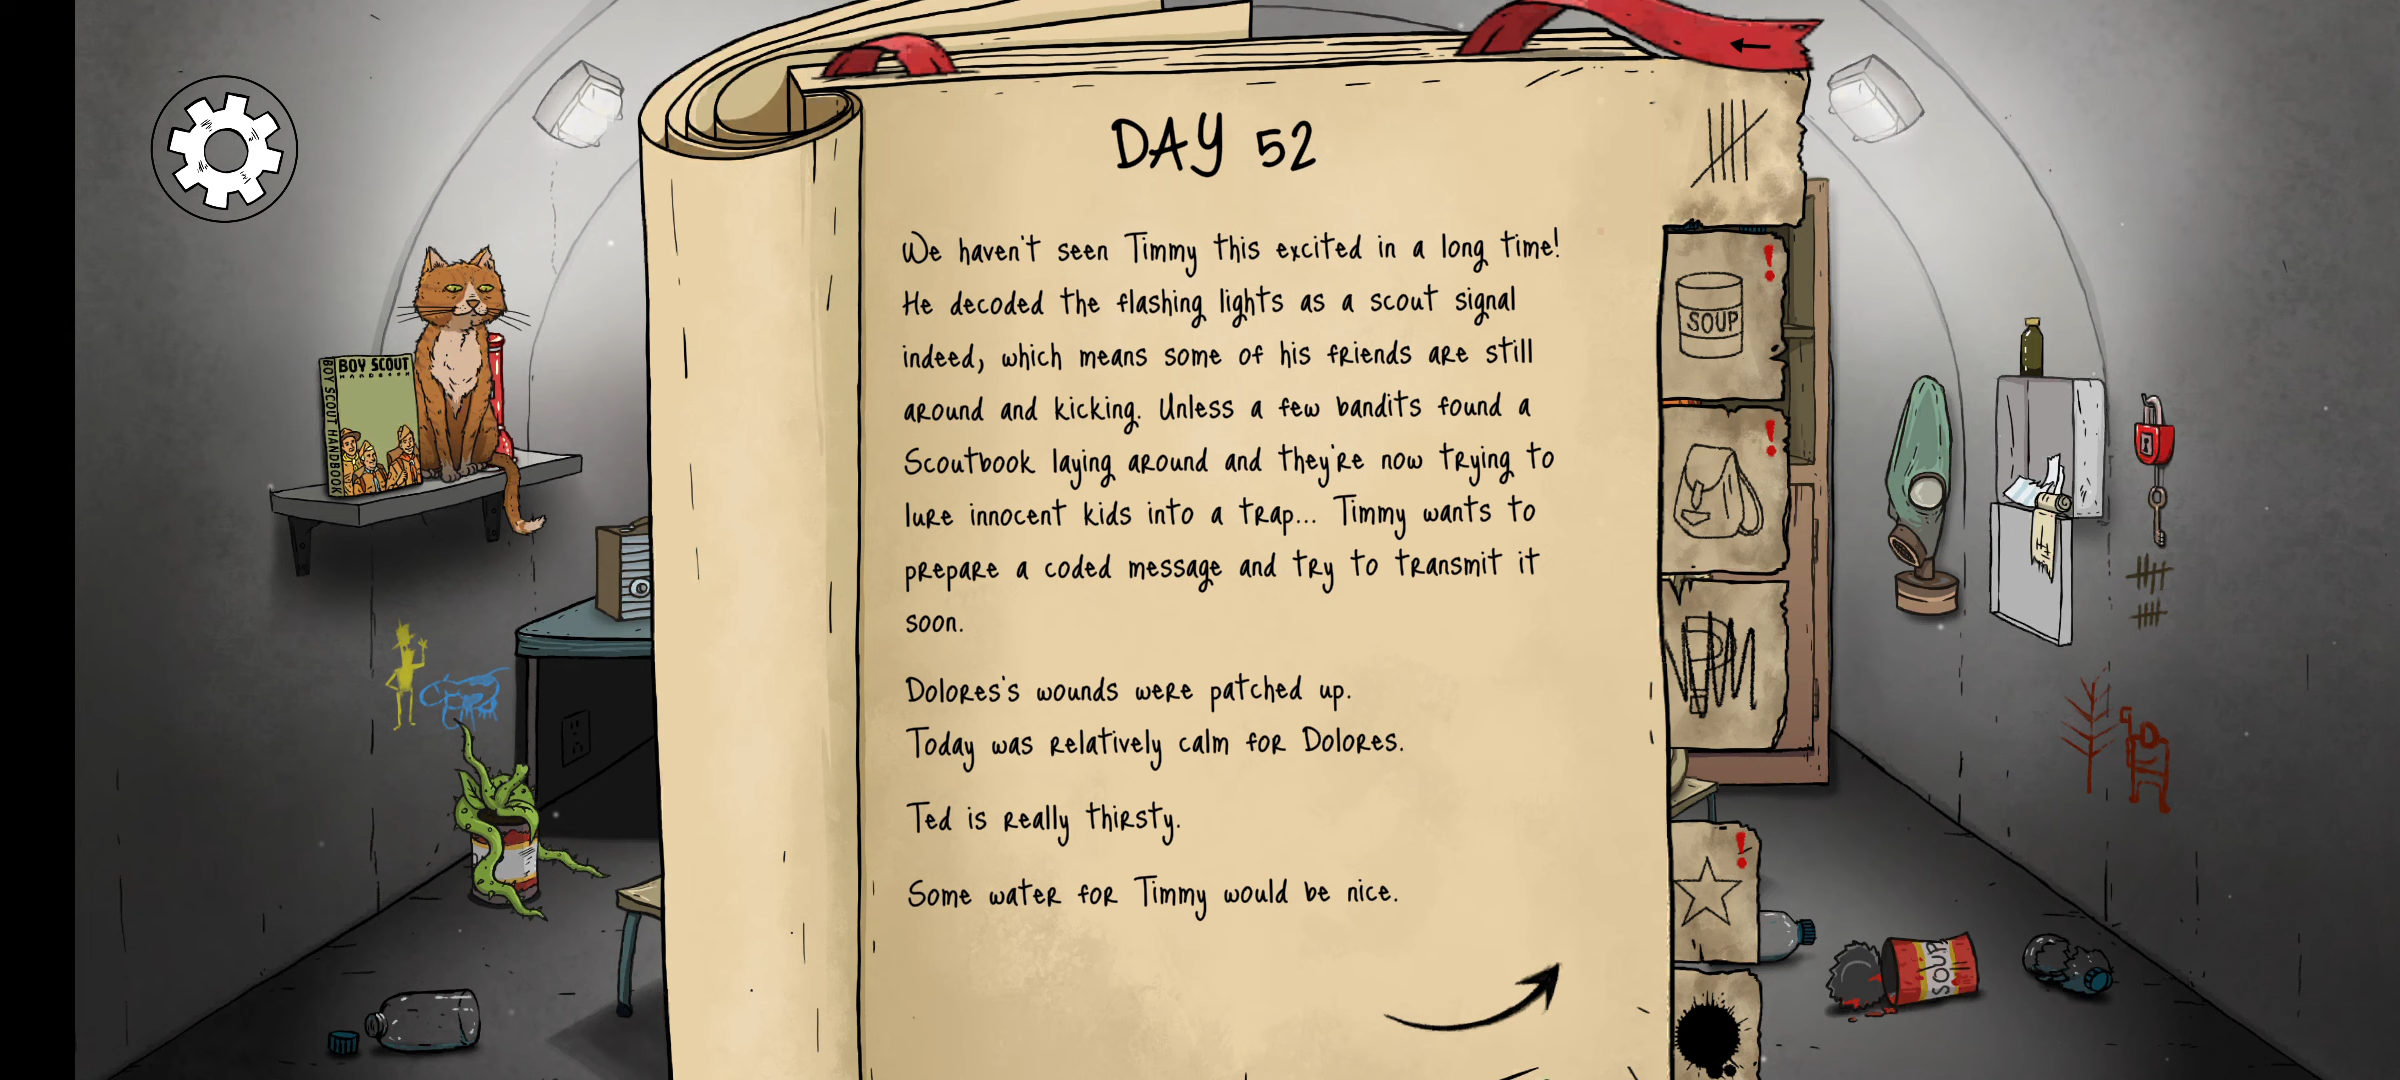 DAY 52
We haven't seen Timmy this excited in a long time!
He decoded the flashing lights as a scout signal
indeed, which means some of his friends are still
around and kicking. Unless a few bandits found a
Scoutbook laying around and they're now trying to
lure innocent kids into a trap... Timmy wants to
prepare a coded message and try to transmit it
soon.
Dolores's wounds were patched up.
Today was relatively calm for Dolores.
Ted is really thirsty.
Some water for Timmy would be nice.
!
SOUP
!
!
BOY SCOUT
HANDBOOK
BOY SCOUT HANDBOOK
SOUP